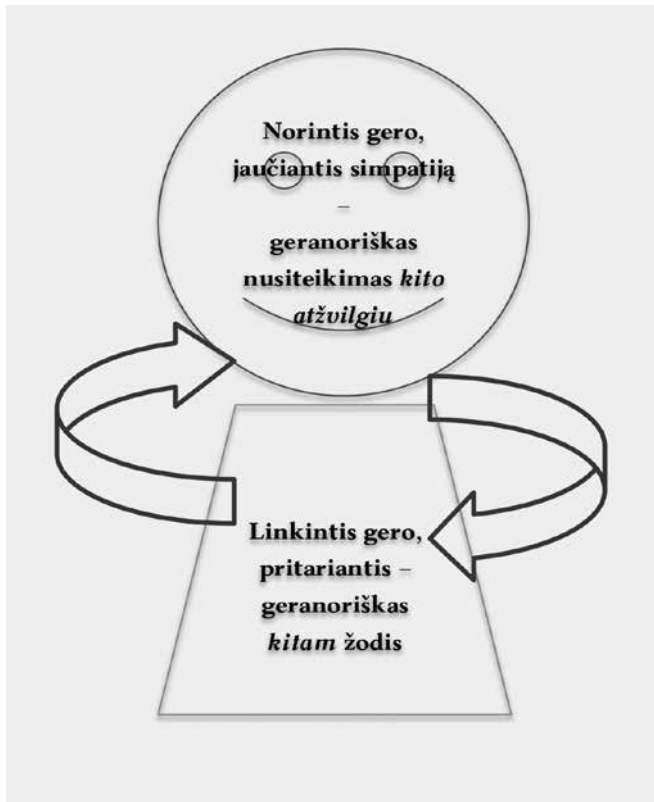 Norintis gero,
jaučiantis simpatiją
–
geranoriškas
nusiteikimas kito
atžvilgiu
Linkintis gero,
pritariantis –
geranoriškas
kitam žodis